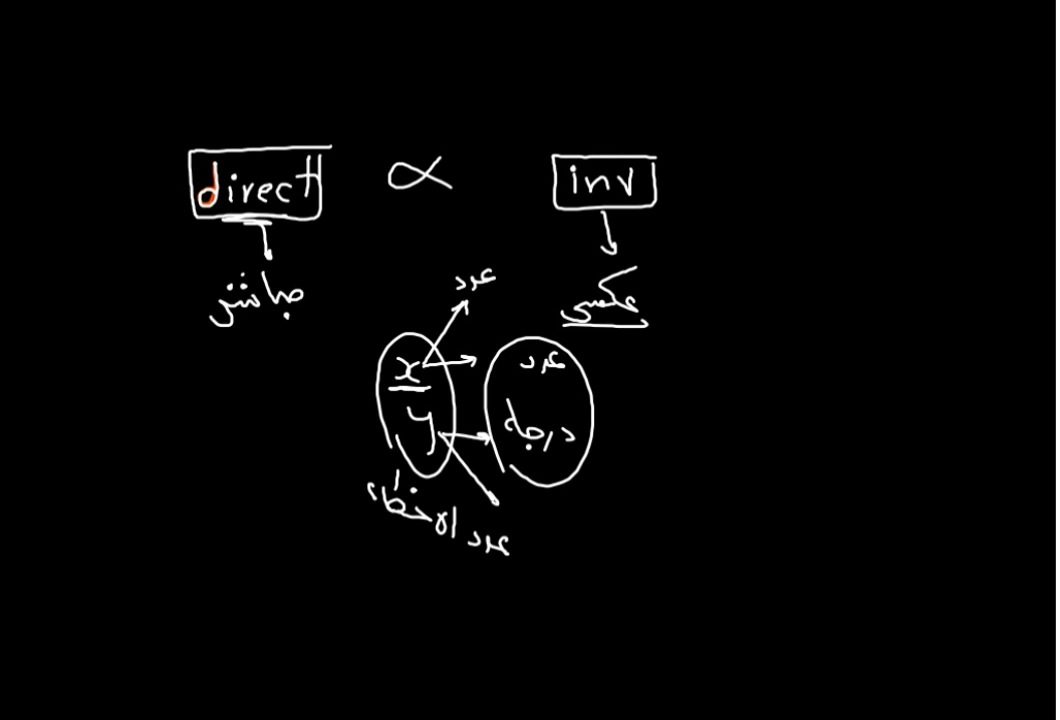 direct ∝ inv
مباشر عكسي
عدد
x عدد
y درجة
عدد الاخطاء